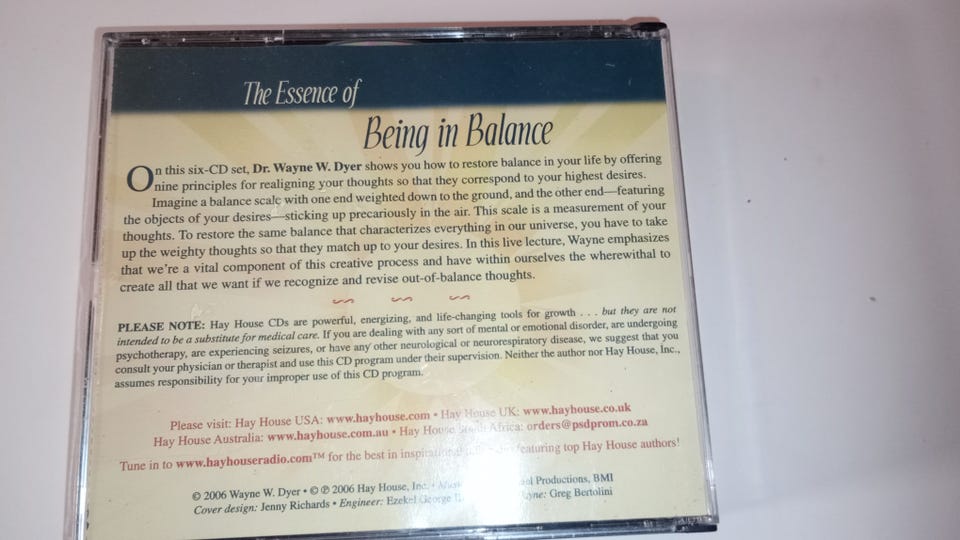 The Essence of
Being in Balance
On this six-CD set, Dr. Wayne W. Dyer shows you how to restore balance in your life by offering
nine principles for realigning your thoughts so that they correspond to your highest desires.
Imagine a balance scale with one end weighted down to the ground, and the other end—featuring
the objects of your desires—sticking up precariously in the air. This scale is a measurement of your
thoughts. To restore the same balance that characterizes everything in our universe, you have to take
up the weighty thoughts so that they match up to your desires. In this live lecture, Wayne emphasizes
that we're a vital component of this creative process and have within ourselves the wherewithal to
create all that we want if we recognize and revise out-of-balance thoughts.
PLEASE NOTE: Hay House CDs are powerful, energizing, and life-changing tools for growth . . . but they are not
intended to be a substitute for medical care. If you are dealing with any sort of mental or emotional disorder, are undergoing
psychotherapy, are experiencing seizures, or have any other neurological or neurorespiratory disease, we suggest that you
consult your physician or therapist and use this CD program under their supervision. Neither the author nor Hay House, Inc.,
assumes responsibility for your improper use of this CD program.
Please visit: Hay House USA: www.hayhouse.com • Hay House UK: www.hayhouse.co.uk
Hay House Australia: www.hayhouse.com.au • Hay House South Africa: orders@psdprom.co.za
Tune in to www.hayhouseradio.com™ for the best in inspirational featuring top Hay House authors!
© 2006 Wayne W. Dyer • © ℗ 2006 Hay House, Inc. • Productions, BMI
Cover design: Jenny Richards • Engineer: Ezekel George Greg Bertolini